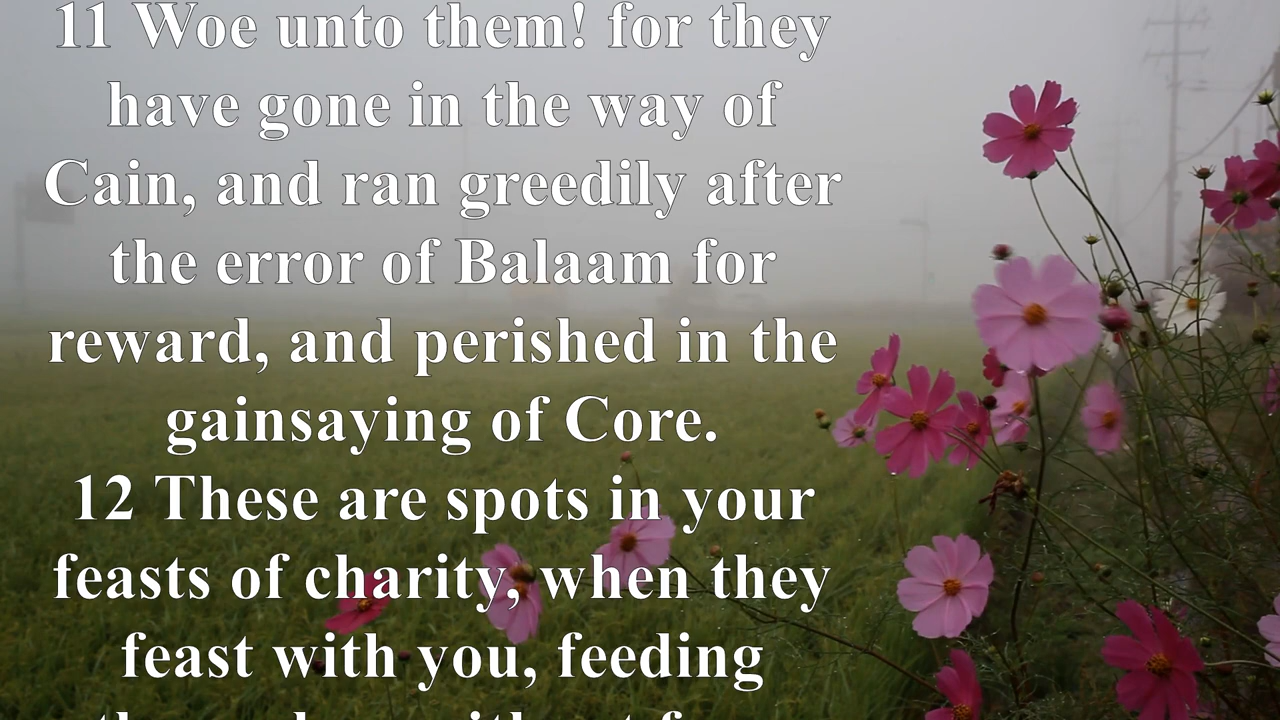 11 Woe unto them! for they
have gone in the way of
Cain, and ran greedily after
the error of Balaam for
reward, and perished in the
gainsaying of Core.
12 These are spots in your
feasts of charity, when they
feast with you, feeding